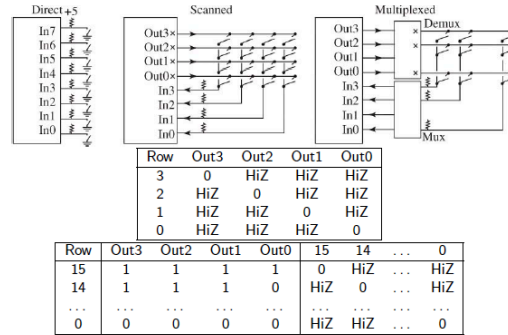 Direct +5
Scanned
Multiplexed
In7
In6
In5
In4
In3
In2
In1
In0
Out3×
Out2×
Out1×
Out0×
In3
In2
In1
In0
Demux
Out3
Out2
Out1
Out0
In3
In2
In1
In0
Mux
Row Out3 Out2 Out1 Out0
3 0 HiZ HiZ HiZ
2 HiZ 0 HiZ HiZ
1 HiZ HiZ 0 HiZ
0 HiZ HiZ HiZ 0
Row Out3 Out2 Out1 Out0 15 14 ... 0
15 1 1 1 1 0 HiZ ... HiZ
14 1 1 1 0 HiZ 0 ... HiZ
... ... ... ... ... ... ... ... ...
0 0 0 0 0 HiZ HiZ ... 0